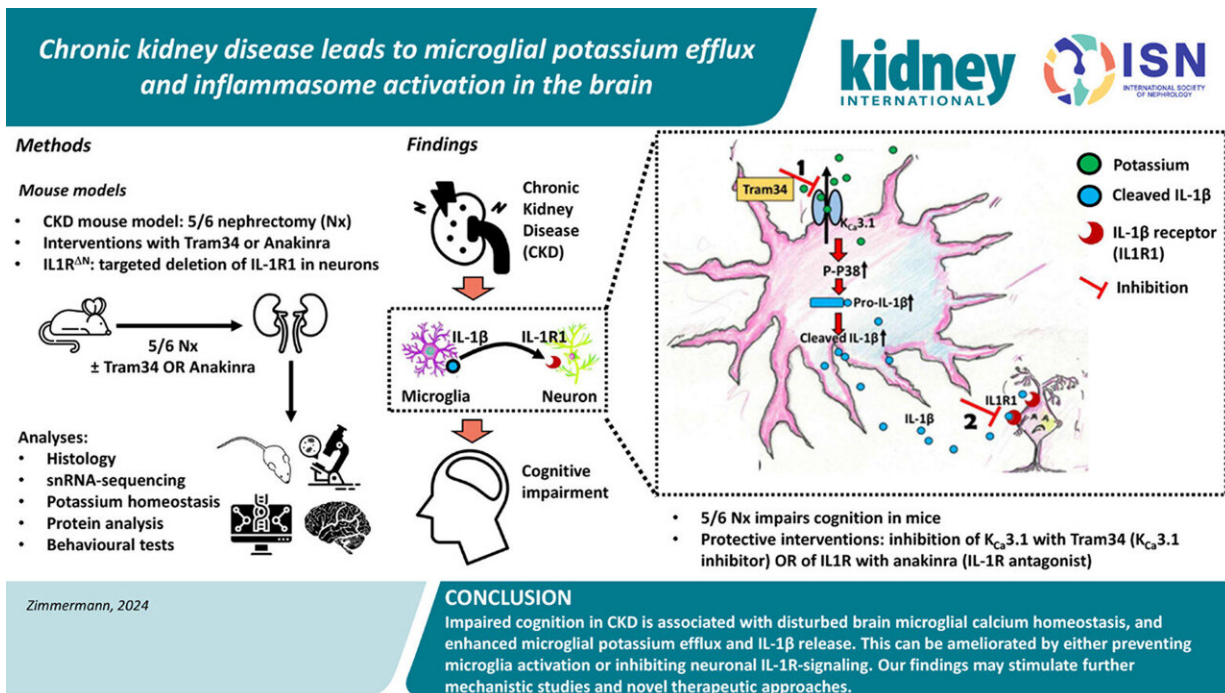 Chronic kidney disease leads to microglial potassium efflux
and inflammasome activation in the brain
kidney
INTERNATIONAL
ISN
INTERNATIONAL SOCIETY
OF NEPHROLOGY
Methods
Mouse models
• CKD mouse model: 5/6 nephrectomy (Nx)
• Interventions with Tram34 or Anakinra
• IL1R^ΔN: targeted deletion of IL-1R1 in neurons
5/6 Nx
± Tram34 OR Anakinra
Analyses:
• Histology
• snRNA-sequencing
• Potassium homeostasis
• Protein analysis
• Behavioural tests
Findings
Chronic
Kidney
Disease
(CKD)
IL-1β
IL-1R1
Microglia
Neuron
Cognitive
impairment
1
Tram34
K_Ca3.1
P-P38↑
Pro-IL-1β↑
Cleaved IL-1β↑
IL-1β
2
IL1R1
Potassium
Cleaved IL-1β
IL-1β receptor
(IL1R1)
Inhibition
• 5/6 Nx impairs cognition in mice
• Protective interventions: inhibition of K_Ca3.1 with Tram34 (K_Ca3.1
inhibitor) OR of IL1R with anakinra (IL-1R antagonist)
Zimmermann, 2024
CONCLUSION
Impaired cognition in CKD is associated with disturbed brain microglial calcium homeostasis, and
enhanced microglial potassium efflux and IL-1β release. This can be ameliorated by either preventing
microglia activation or inhibiting neuronal IL-1R-signaling. Our findings may stimulate further
mechanistic studies and novel therapeutic approaches.